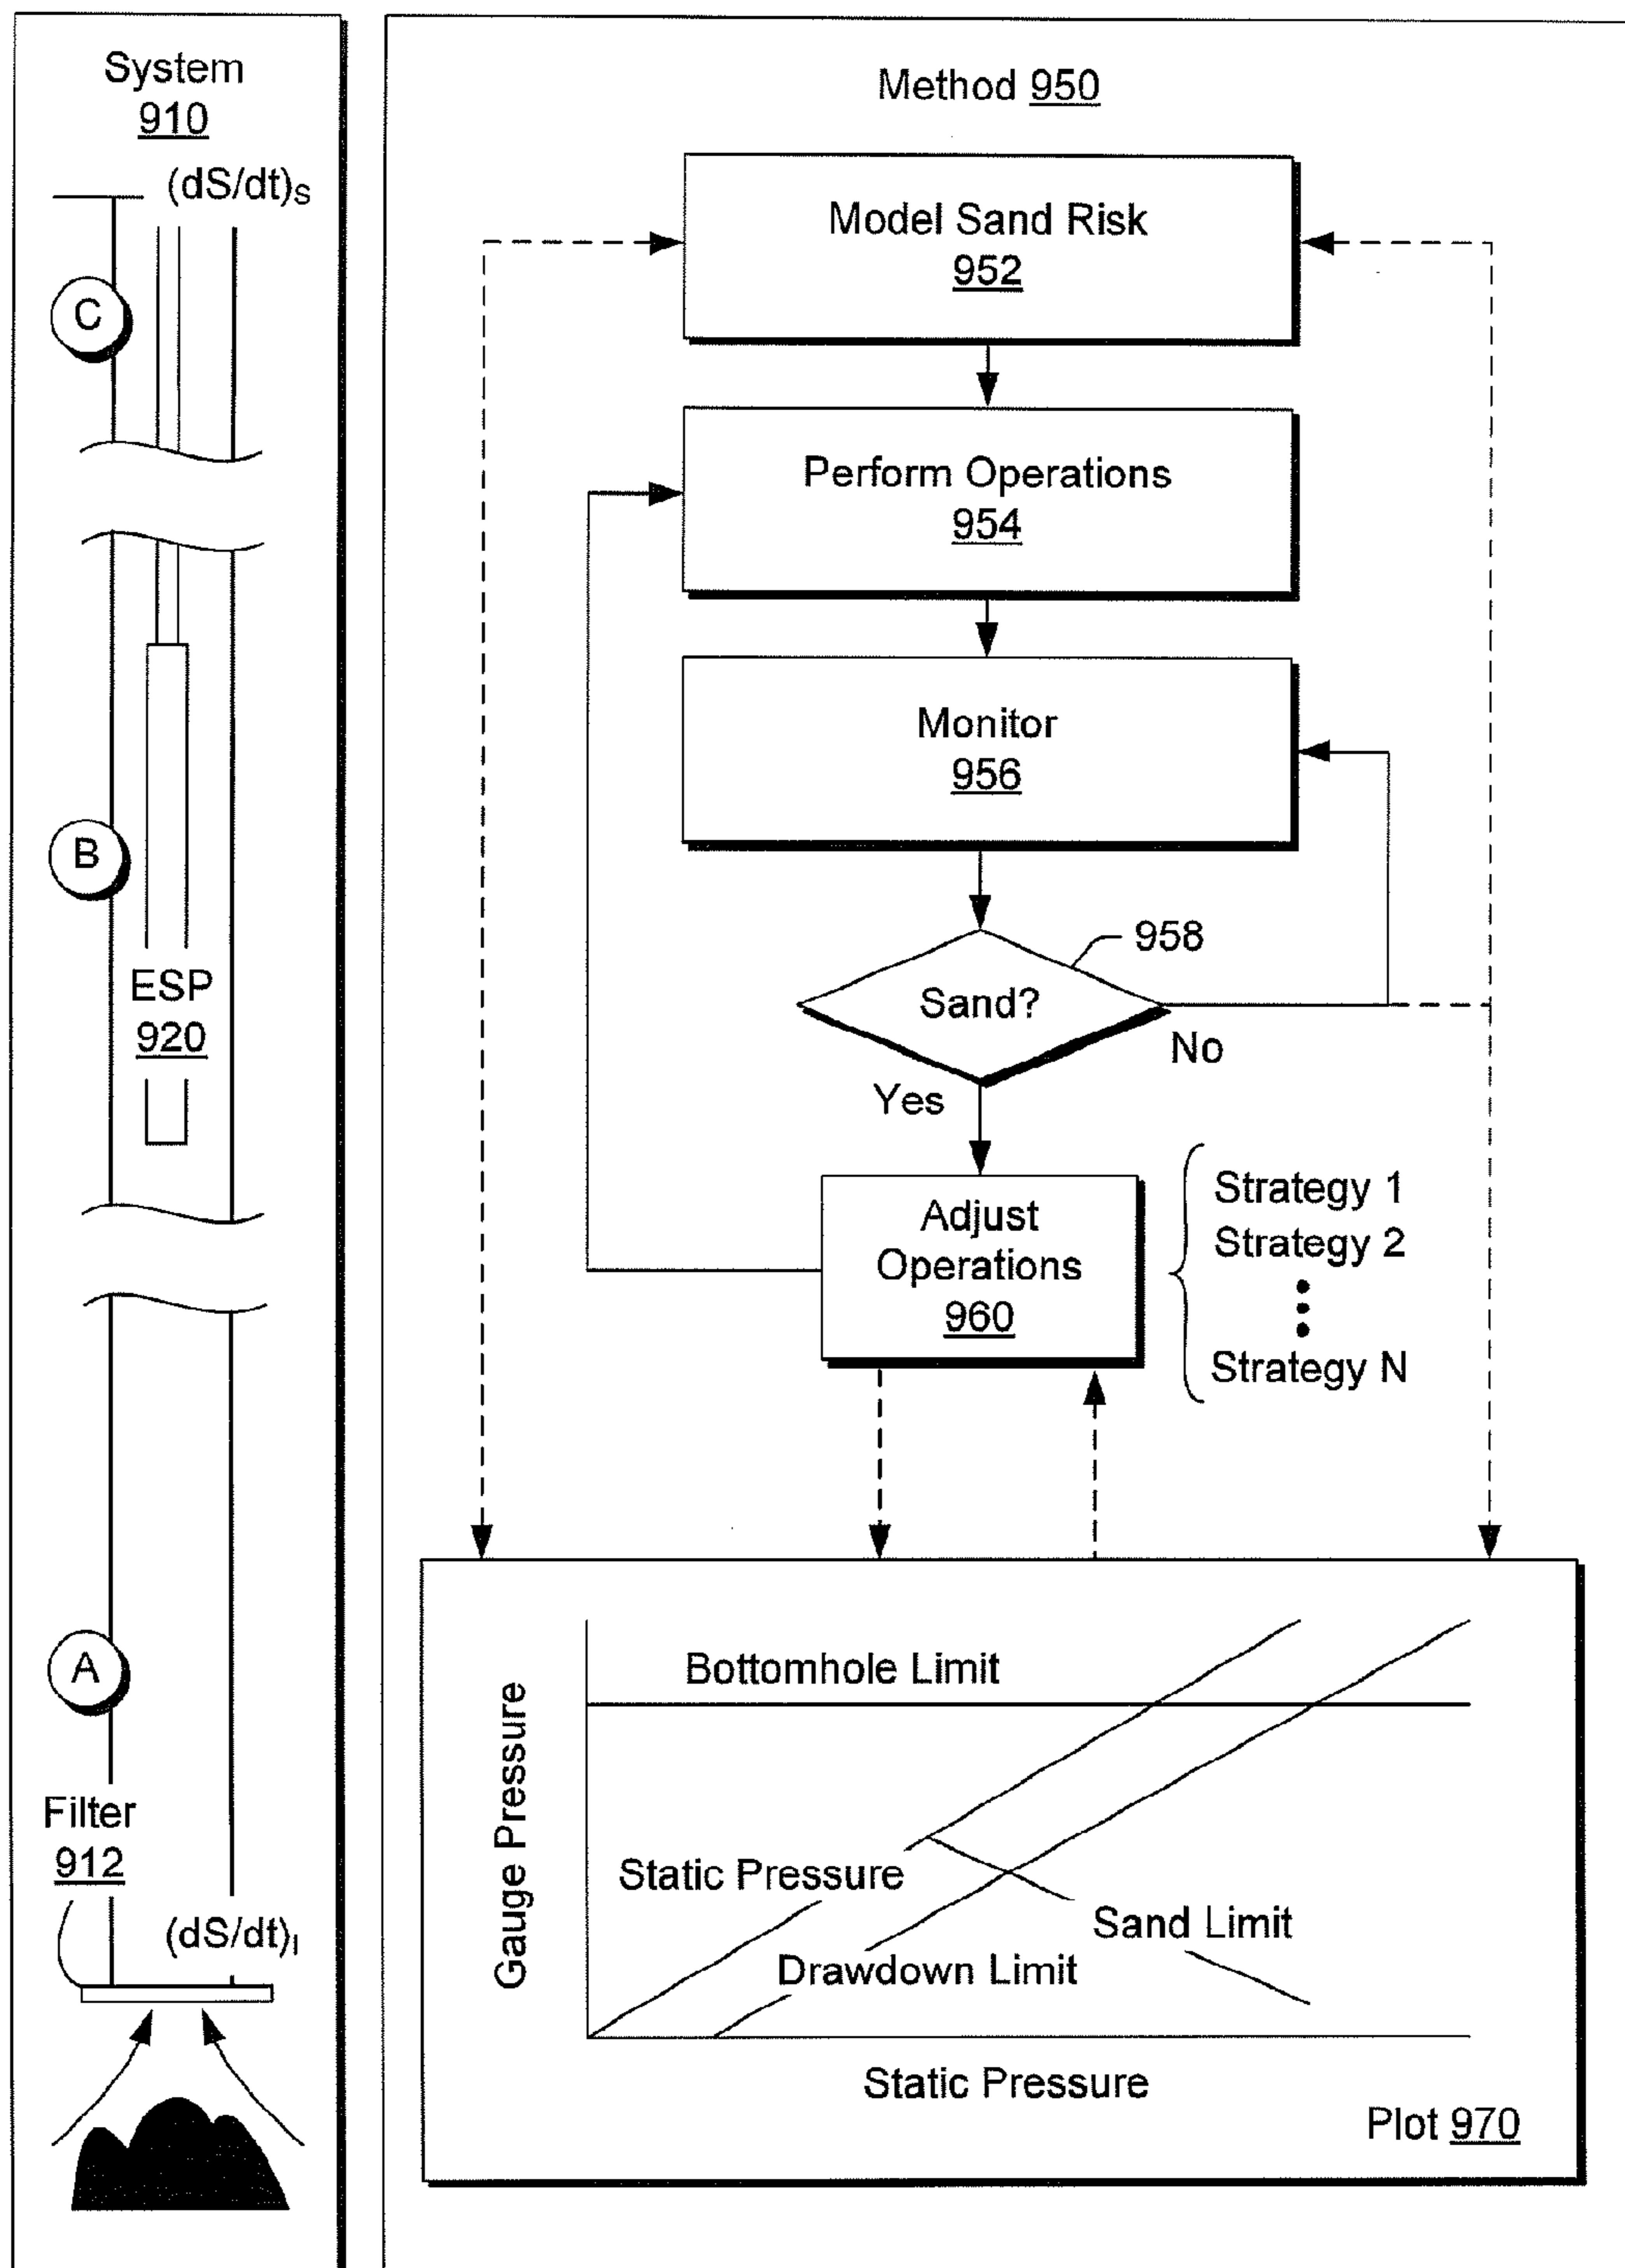 System
910
(dS/dt)S
C
B
ESP
920
A
Filter
912
(dS/dt)I
Method 950
Model Sand Risk
952
Perform Operations
954
Monitor
956
958
Sand?
No
Yes
Adjust
Operations
960
Strategy 1
Strategy 2
Strategy N
Bottomhole Limit
Gauge Pressure
Static Pressure
Sand Limit
Drawdown Limit
Static Pressure
Plot 970